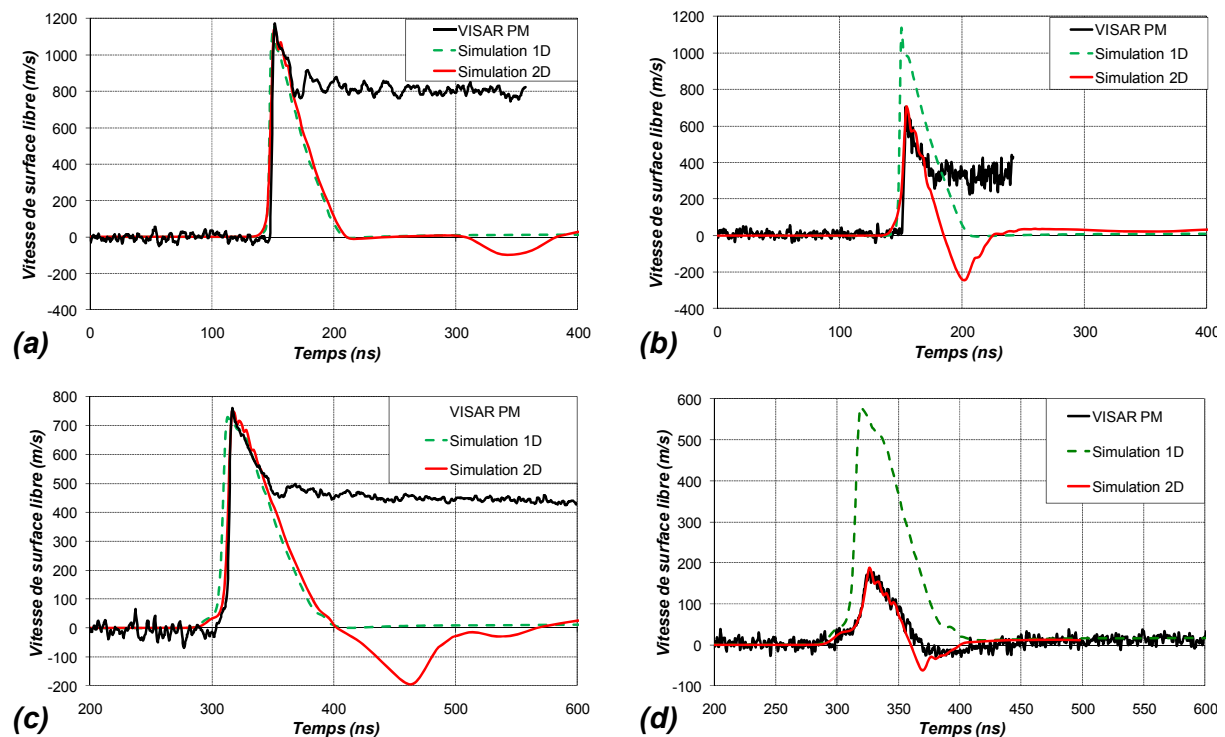 1200
1000
800
600
400
200
0
-200
-400
0
100
200
300
400
Vitesse de surface libre (m/s)
Temps (ns)
VISAR PM
Simulation 1D
Simulation 2D
(a)
1200
1000
800
600
400
200
0
-200
-400
0
100
200
300
400
Vitesse de surface libre (m/s)
Temps (ns)
VISAR PM
Simulation 1D
Simulation 2D
(b)
800
700
600
500
400
300
200
100
0
-100
-200
200
300
400
500
600
Vitesse de surface libre (m/s)
Temps (ns)
VISAR PM
Simulation 1D
Simulation 2D
(c)
600
500
400
300
200
100
0
-100
200
250
300
350
400
450
500
550
600
Vitesse de surface libre (m/s)
Temps (ns)
VISAR PM
Simulation 1D
Simulation 2D
(d)